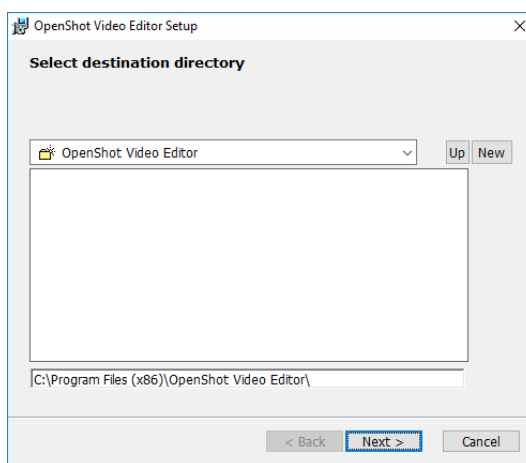 OpenShot Video Editor Setup
Select destination directory
OpenShot Video Editor
Up New
C:\Program Files (x86)\OpenShot Video Editor\
< Back Next > Cancel